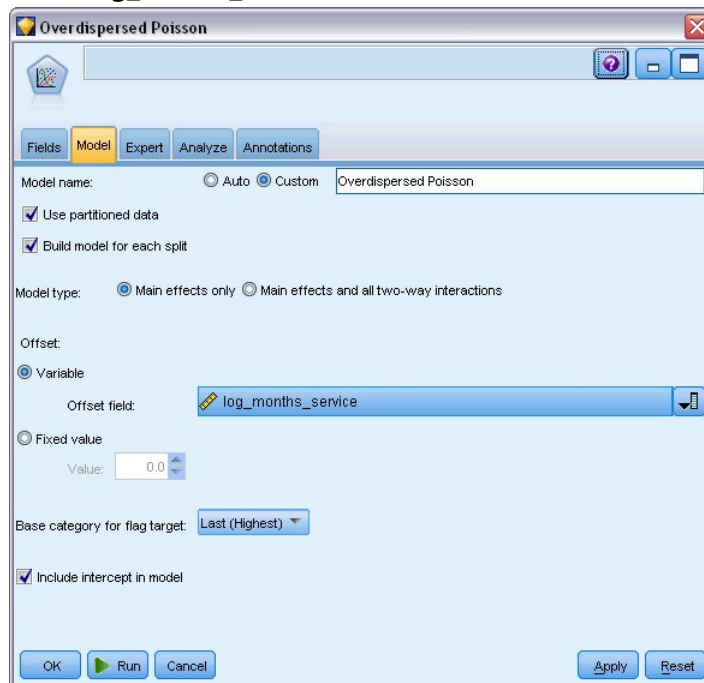 Overdispersed Poisson
Fields Model Expert Analyze Annotations
Model name: Auto Custom Overdispersed Poisson
Use partitioned data
Build model for each split
Model type: Main effects only Main effects and all two-way interactions
Offset:
Variable
Offset field: log_months_service
Fixed value
Value: 0.0
Base category for flag target: Last (Highest)
Include intercept in model
OK Run Cancel Apply Reset